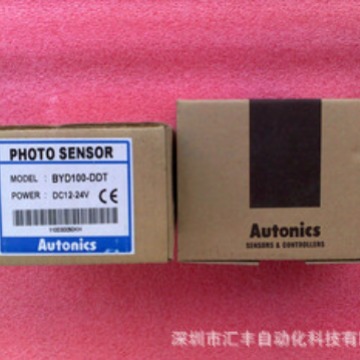 PHOTO SENSOR
MODEL : BYD100-DDT
POWER : DC12-24V CE
Autonics
Autonics
SENSORS & CONTROLLERS
深圳市汇丰自动化科技有